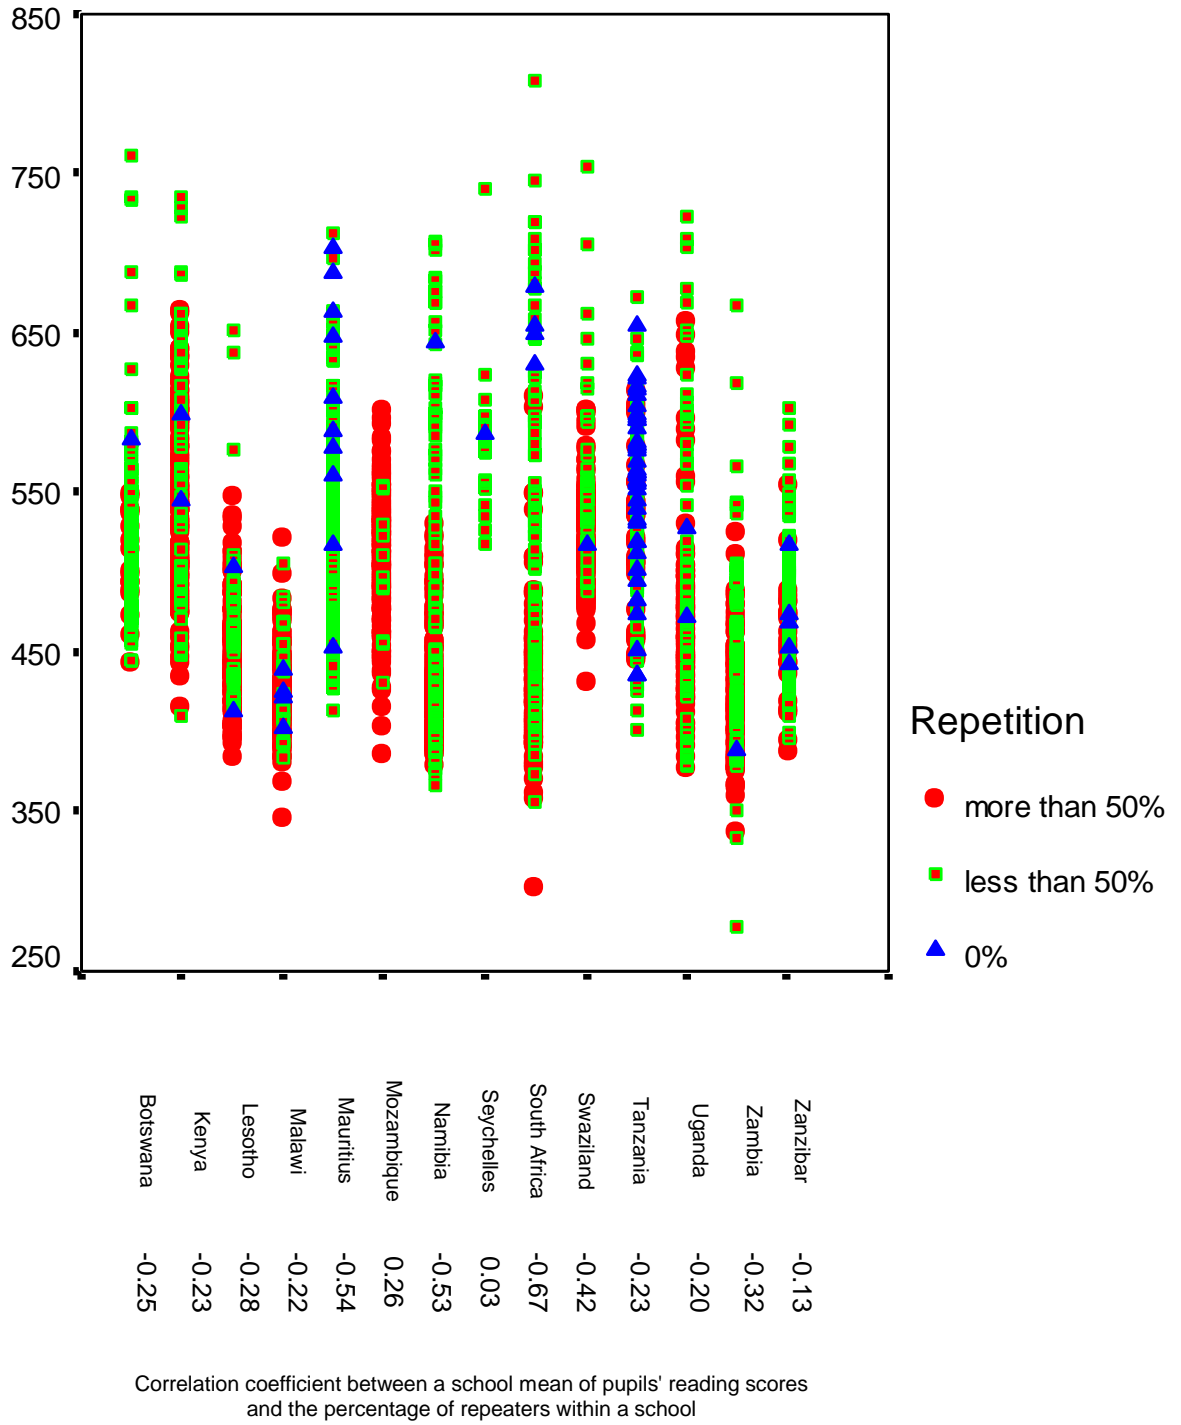 850
750
650
550
450
350
250
Repetition
more than 50%
less than 50%
0%
Botswana
Kenya
Lesotho
Malawi
Mauritius
Mozambique
Namibia
Seychelles
South Africa
Swaziland
Tanzania
Uganda
Zambia
Zanzibar
-0.25
-0.23
-0.28
-0.22
-0.54
0.26
-0.53
0.03
-0.67
-0.42
-0.23
-0.20
-0.32
-0.13
Correlation coefficient between a school mean of pupils' reading scores
and the percentage of repeaters within a school